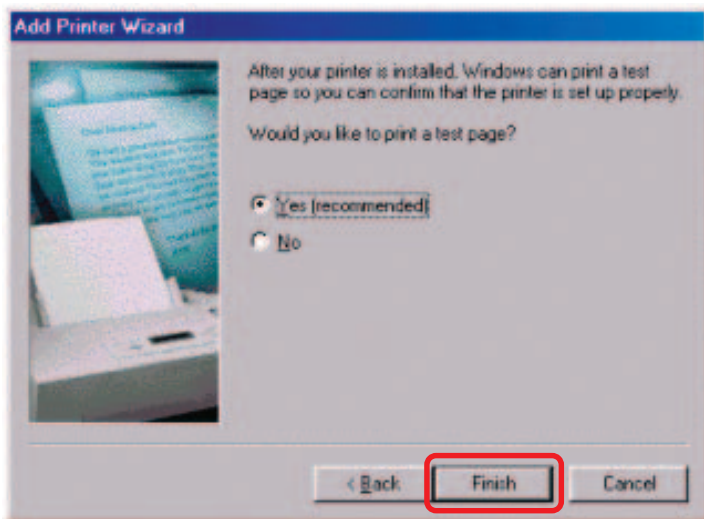 Add Printer Wizard
After your printer is installed, Windows can print a test
page so you can confirm that the printer is set up properly.
Would you like to print a test page?
Yes (recommended)
No
< Back
Finish
Cancel